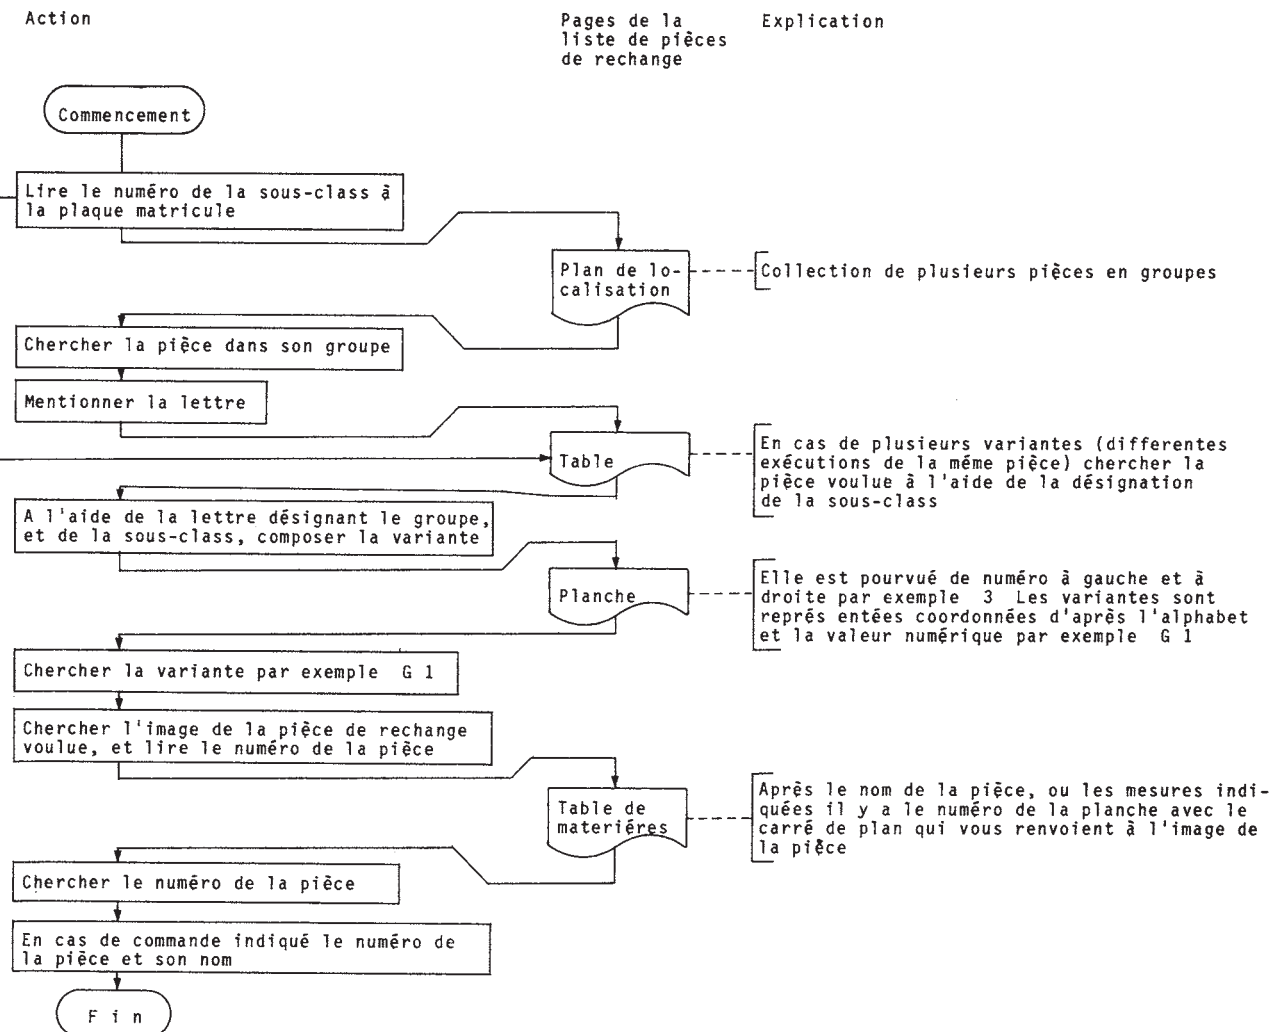 Action
Pages de la
liste de pièces
de rechange
Explication
Commencement
Lire le numéro de la sous-class à
la plaque matricule
Plan de lo-
calisation
Collection de plusieurs pièces en groupes
Chercher la pièce dans son groupe
Mentionner la lettre
Table
En cas de plusieurs variantes (differentes
exécutions de la méme pièce) chercher la
pièce voulue à l'aide de la désignation
de la sous-class
A l'aide de la lettre désignant le groupe,
et de la sous-class, composer la variante
Planche
Elle est pourvué de numéro à gauche et à
droite par exemple 3 Les variantes sont
représ entées coordonnées d'après l'alphabet
et la valeur numérique par exemple G 1
Chercher la variante par exemple G 1
Chercher l'image de la pièce de rechange
voulue, et lire le numéro de la pièce
Table de
materiéres
Après le nom de la pièce, ou les mesures indi-
quées il y a le numéro de la planche avec le
carré de plan qui vous renvoient à l'image de
la pièce
Chercher le numéro de la pièce
En cas de commande indiqué le numéro de
la pièce et son nom
F i n